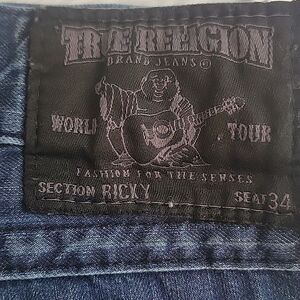 TRUE RELIGION
BRAND JEANS©
WORLD TOUR
FASHION FOR THE SENSES
SECTION RICKY SEAT 34